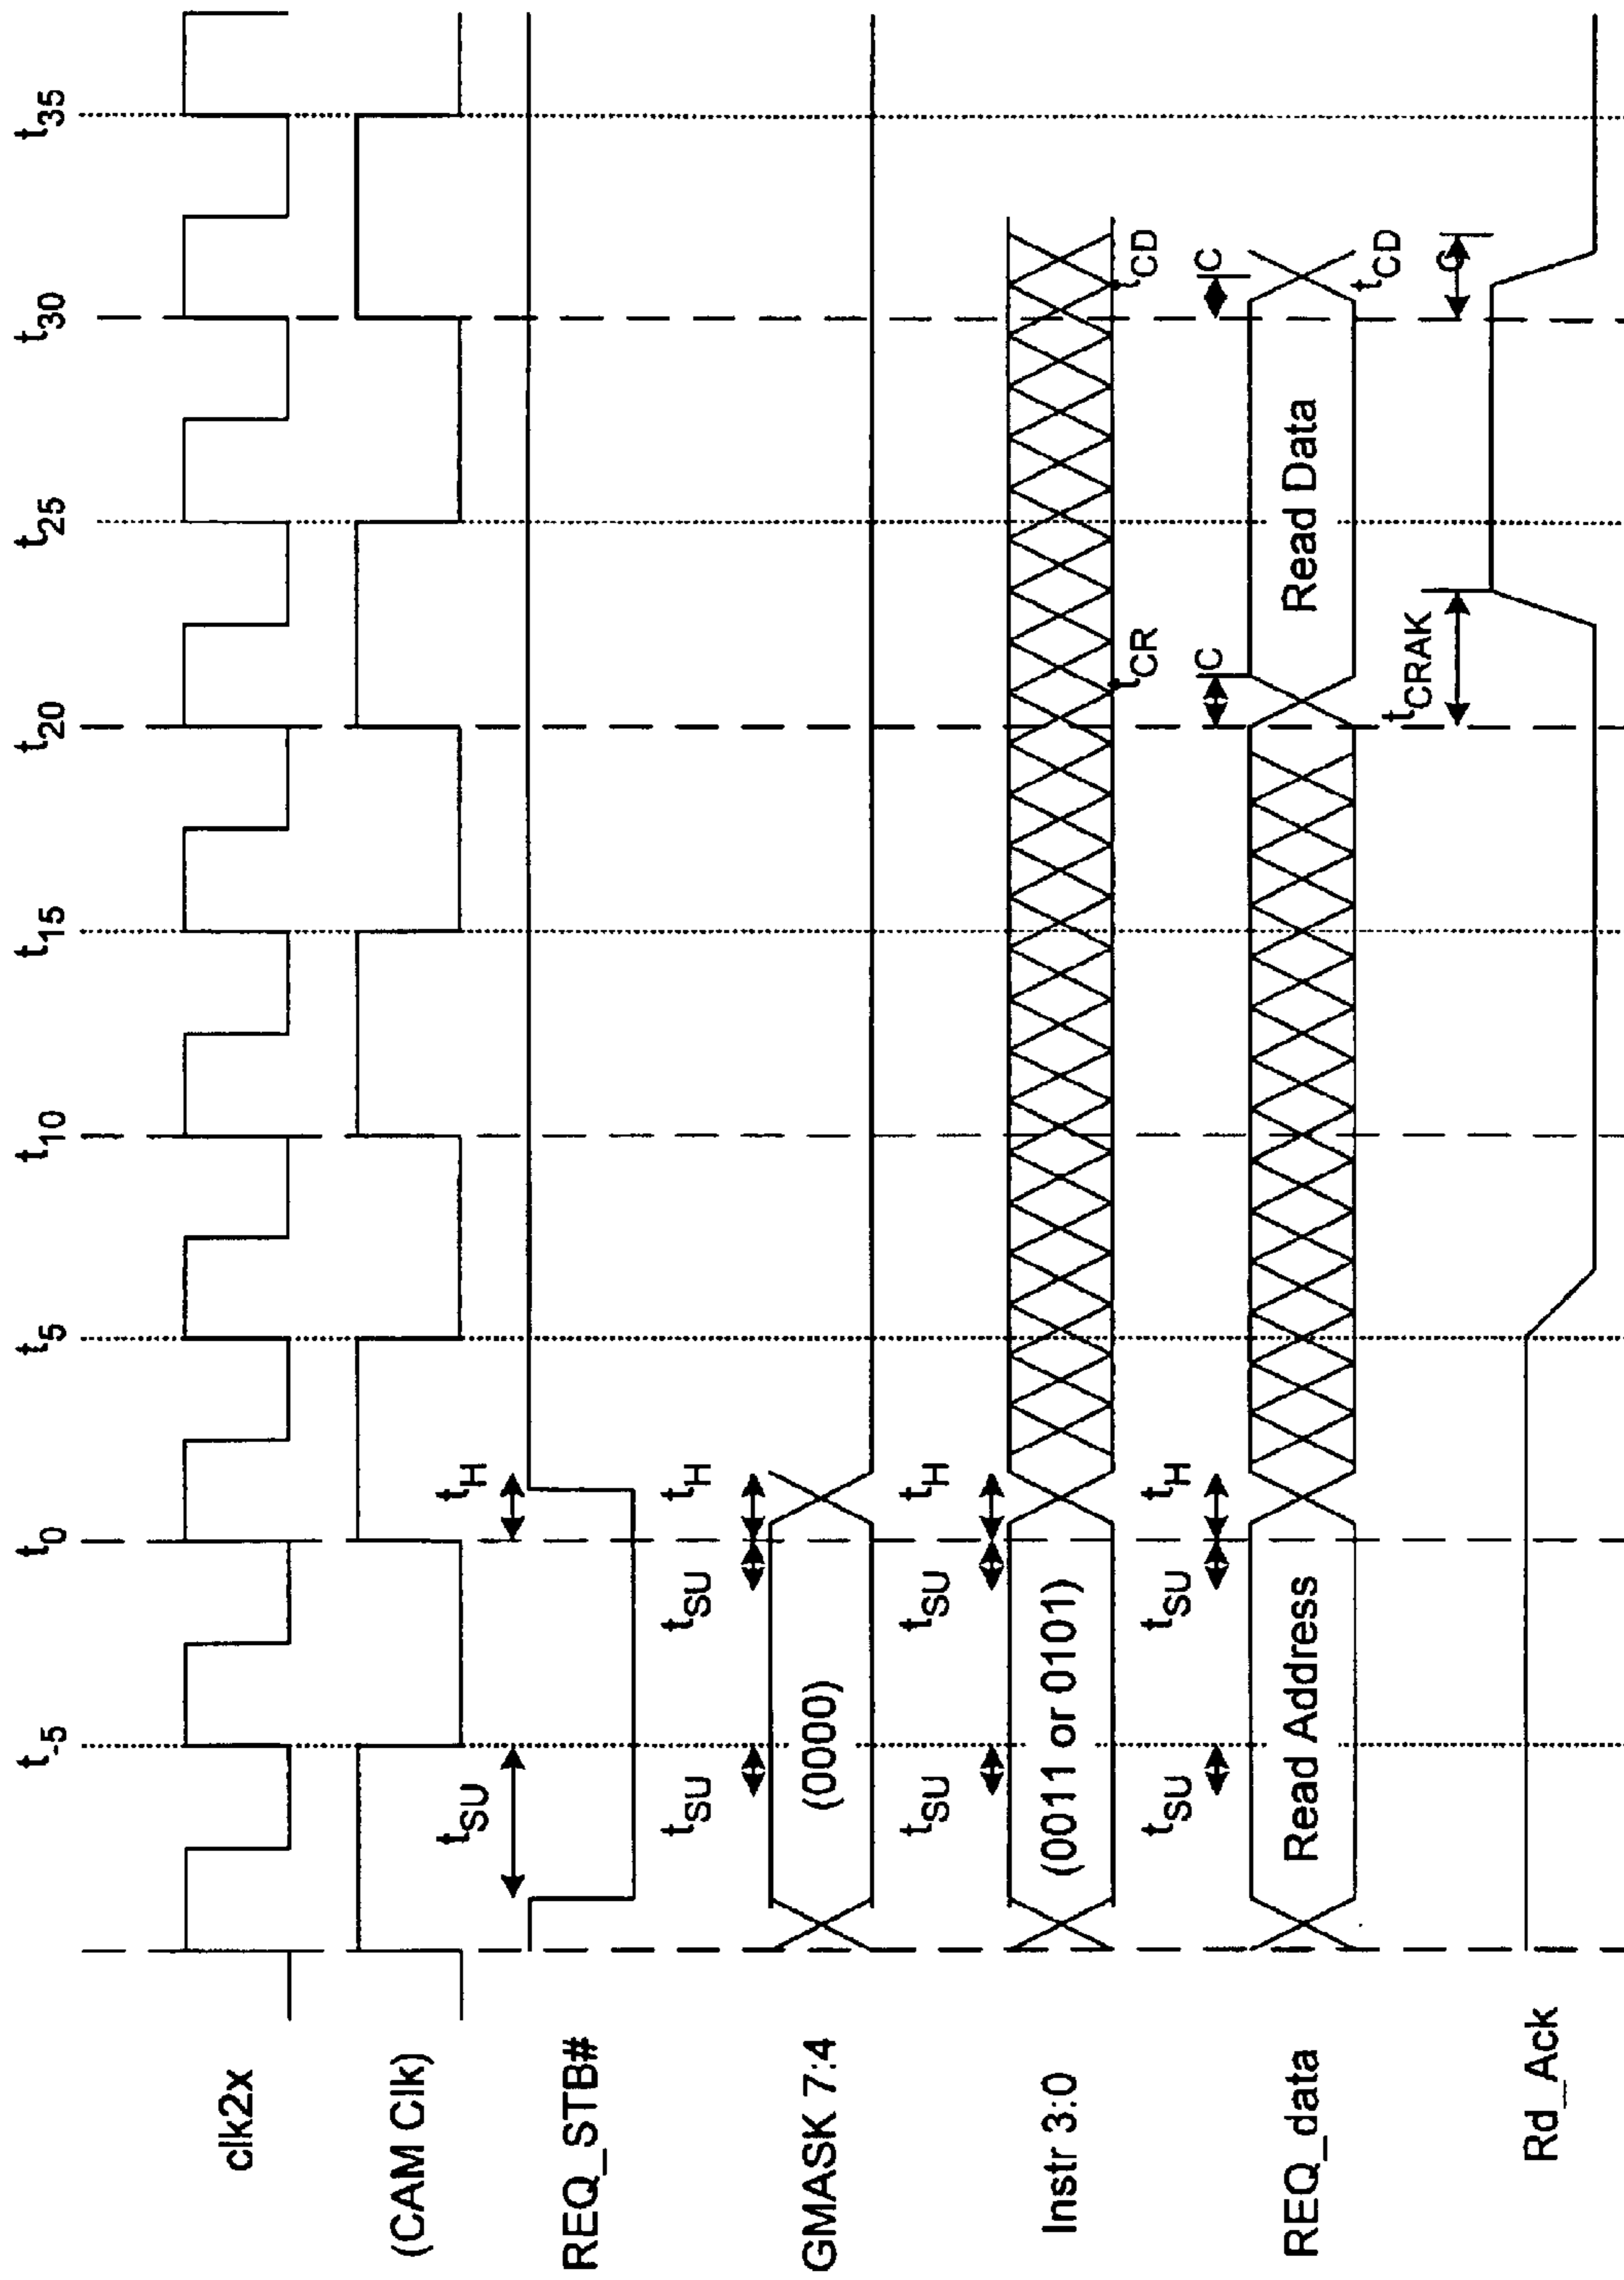 t-5 t0 t5 t10 t15 t20 t25 t30 t35
clk2x
(CAM Clk)
REQ_STB#
tSU tH
GMASK 7:4
tSU tSU tH
(0000)
Instr 3:0
tSU tSU tH
(0011 or 0101)
tCR tCD
REQ_data
tSU tSU tH
C C
Read Address Read Data
Rd_Ack
tCRAK tCD
C